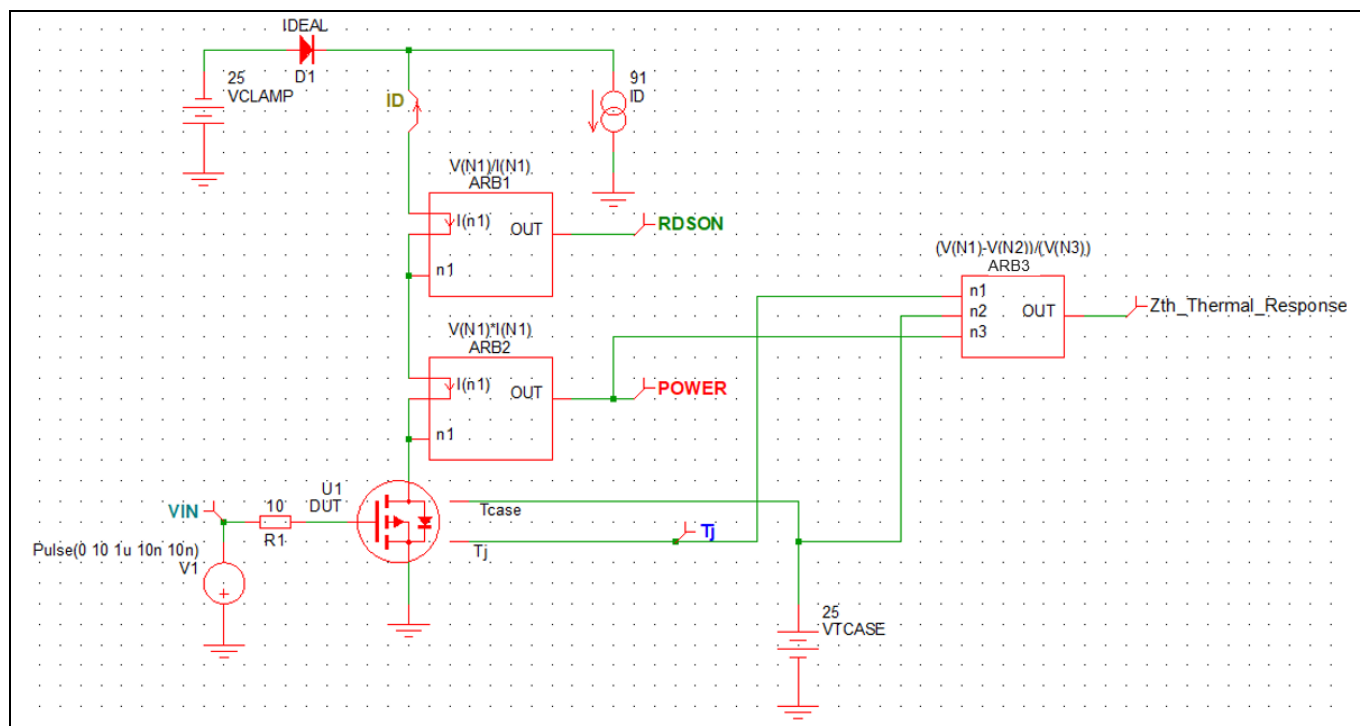 IDEAL
D1
25
VCLAMP
ID
91
ID
V(N1)/I(N1)
ARB1
I(n1)
OUT
n1
RDSON
(V(N1)-V(N2))/(V(N3))
ARB3
n1
n2
OUT
n3
Zth_Thermal_Response
V(N1)*I(N1)
ARB2
I(n1)
OUT
n1
POWER
U1
DUT
VIN
10
R1
Tcase
Tj
Tj
Pulse(0 10 1u 10n 10n)
V1
25
VTCASE